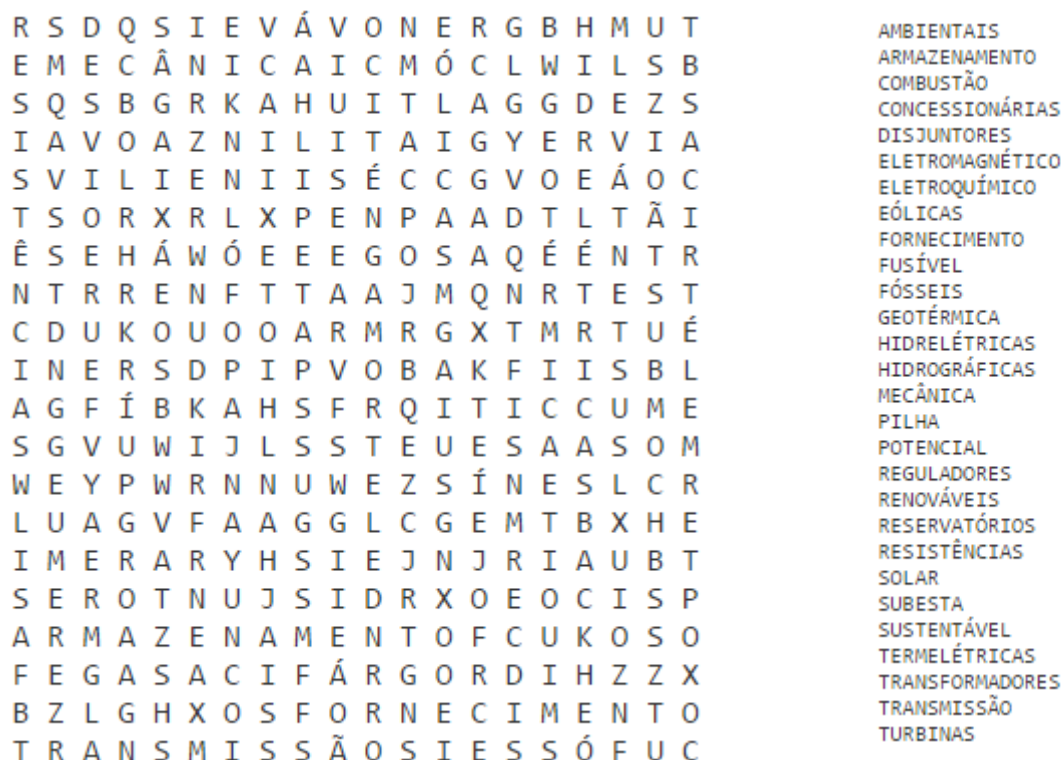 R S D Q S I E V Á V O N E R G B H M U T
E M E C Â N I C A I C M Ó C L W I L S B
S Q S B G R K A H U I T L A G G D E Z S
I A V O A Z N I L I T A I G Y E R V I A
S V I L I E N I I S É C C G V O E Á O C
T S O R X R L X P E N P A A D T L T Ã I
Ê S E H Á W Ó E E E G O S A Q É É N T R
N T R R E N F T T A A J M Q N R T E S T
C D U K O U O O A R M R G X T M R T U É
I N E R S D P I P V O B A K F I I S B L
A G F Í B K A H S F R Q I T I C C U M E
S G V U W I J L S S T E U E S A A S O M
W E Y P W R N N U W E Z S Í N E S L C R
L U A G V F A A G G L C G E M T B X H E
I M E R A R Y H S I E J N J R I A U B T
S E R O T N U J S I D R X O E O C I S P
A R M A Z E N A M E N T O F C U K O S O
F E G A S A C I F Á R G O R D I H Z Z X
B Z L G H X O S F O R N E C I M E N T O
T R A N S M I S S Ã O S I E S S Ó F U C
AMBIENTAIS
ARMAZENAMENTO
COMBUSTÃO
CONCESSIONÁRIAS
DISJUNTORES
ELETROMAGNÉTICO
ELETROQUÍMICO
EÓLICAS
FORNECIMENTO
FUSÍVEL
FÓSSEIS
GEOTÉRMICA
HIDRELÉTRICAS
HIDROGRÁFICAS
MECÂNICA
PILHA
POTENCIAL
REGULADORES
RENOVÁVEIS
RESERVATÓRIOS
RESISTÊNCIAS
SOLAR
SUBESTA
SUSTENTÁVEL
TERMELÉTRICAS
TRANSFORMADORES
TRANSMISSÃO
TURBINAS